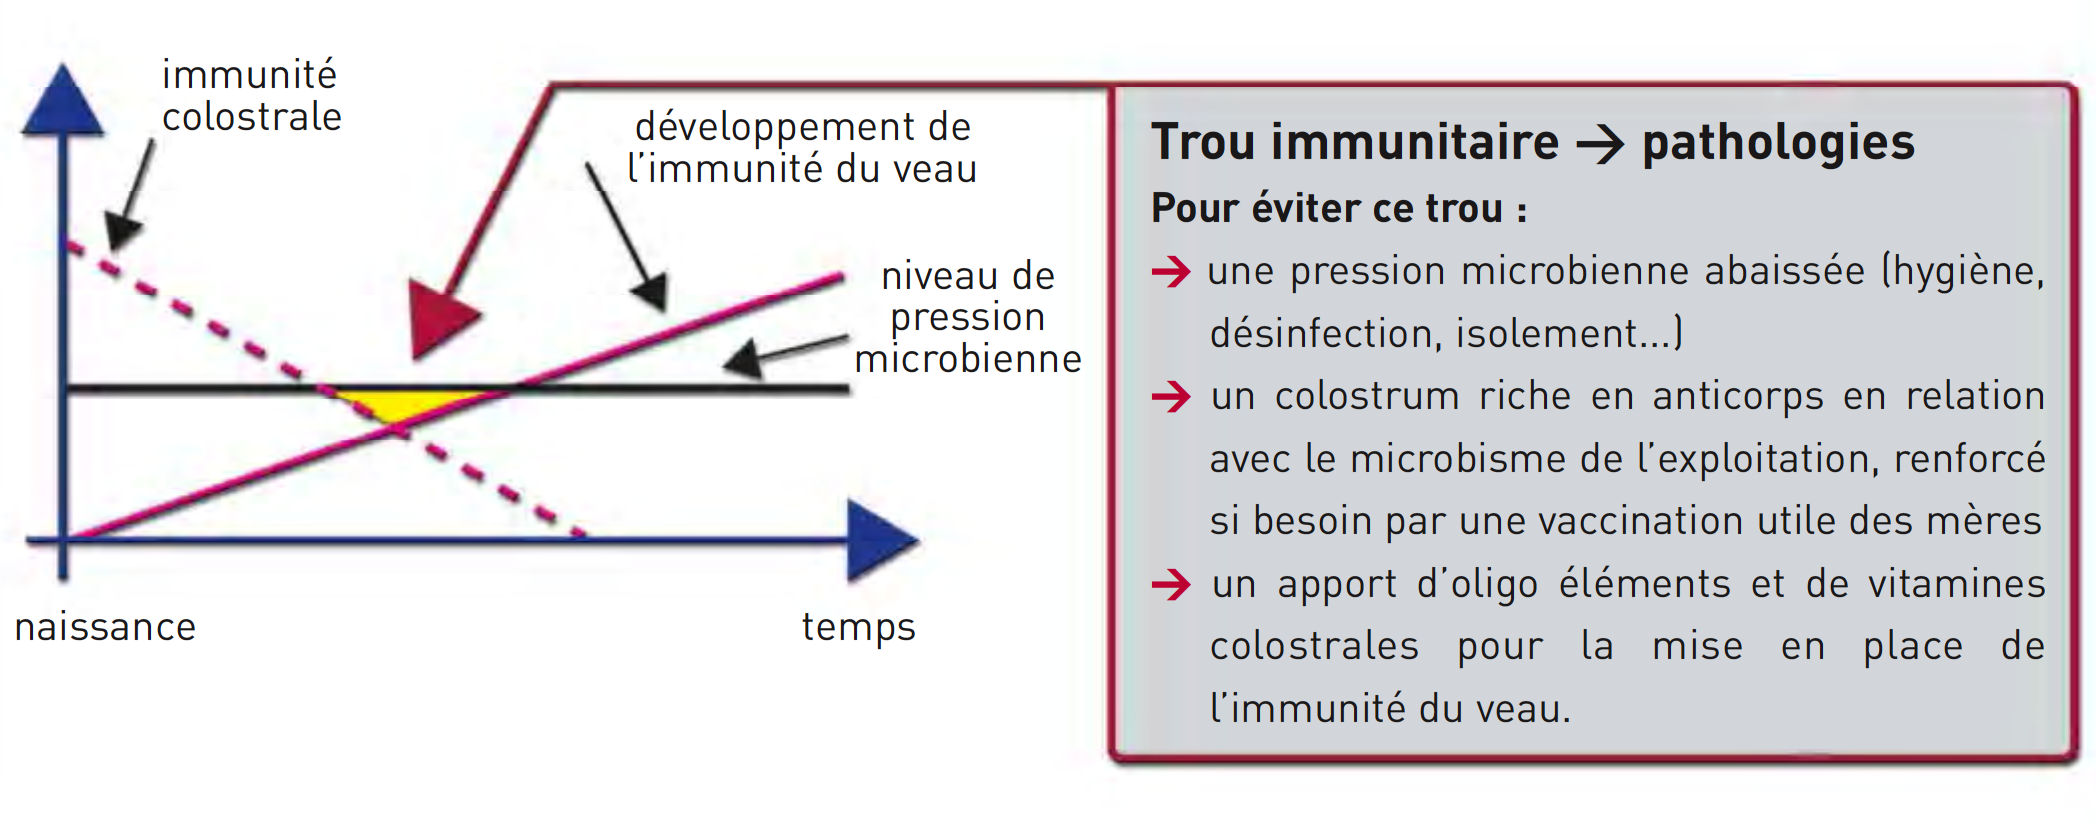 immunité
colostrale
développement de
l’immunité du veau
niveau de
pression
microbienne
naissance
temps
Trou immunitaire → pathologies
Pour éviter ce trou :
→ une pression microbienne abaissée (hygiène,
désinfection, isolement...)
→ un colostrum riche en anticorps en relation
avec le microbisme de l’exploitation, renforcé
si besoin par une vaccination utile des mères
→ un apport d’oligo éléments et de vitamines
colostrales pour la mise en place de
l’immunité du veau.